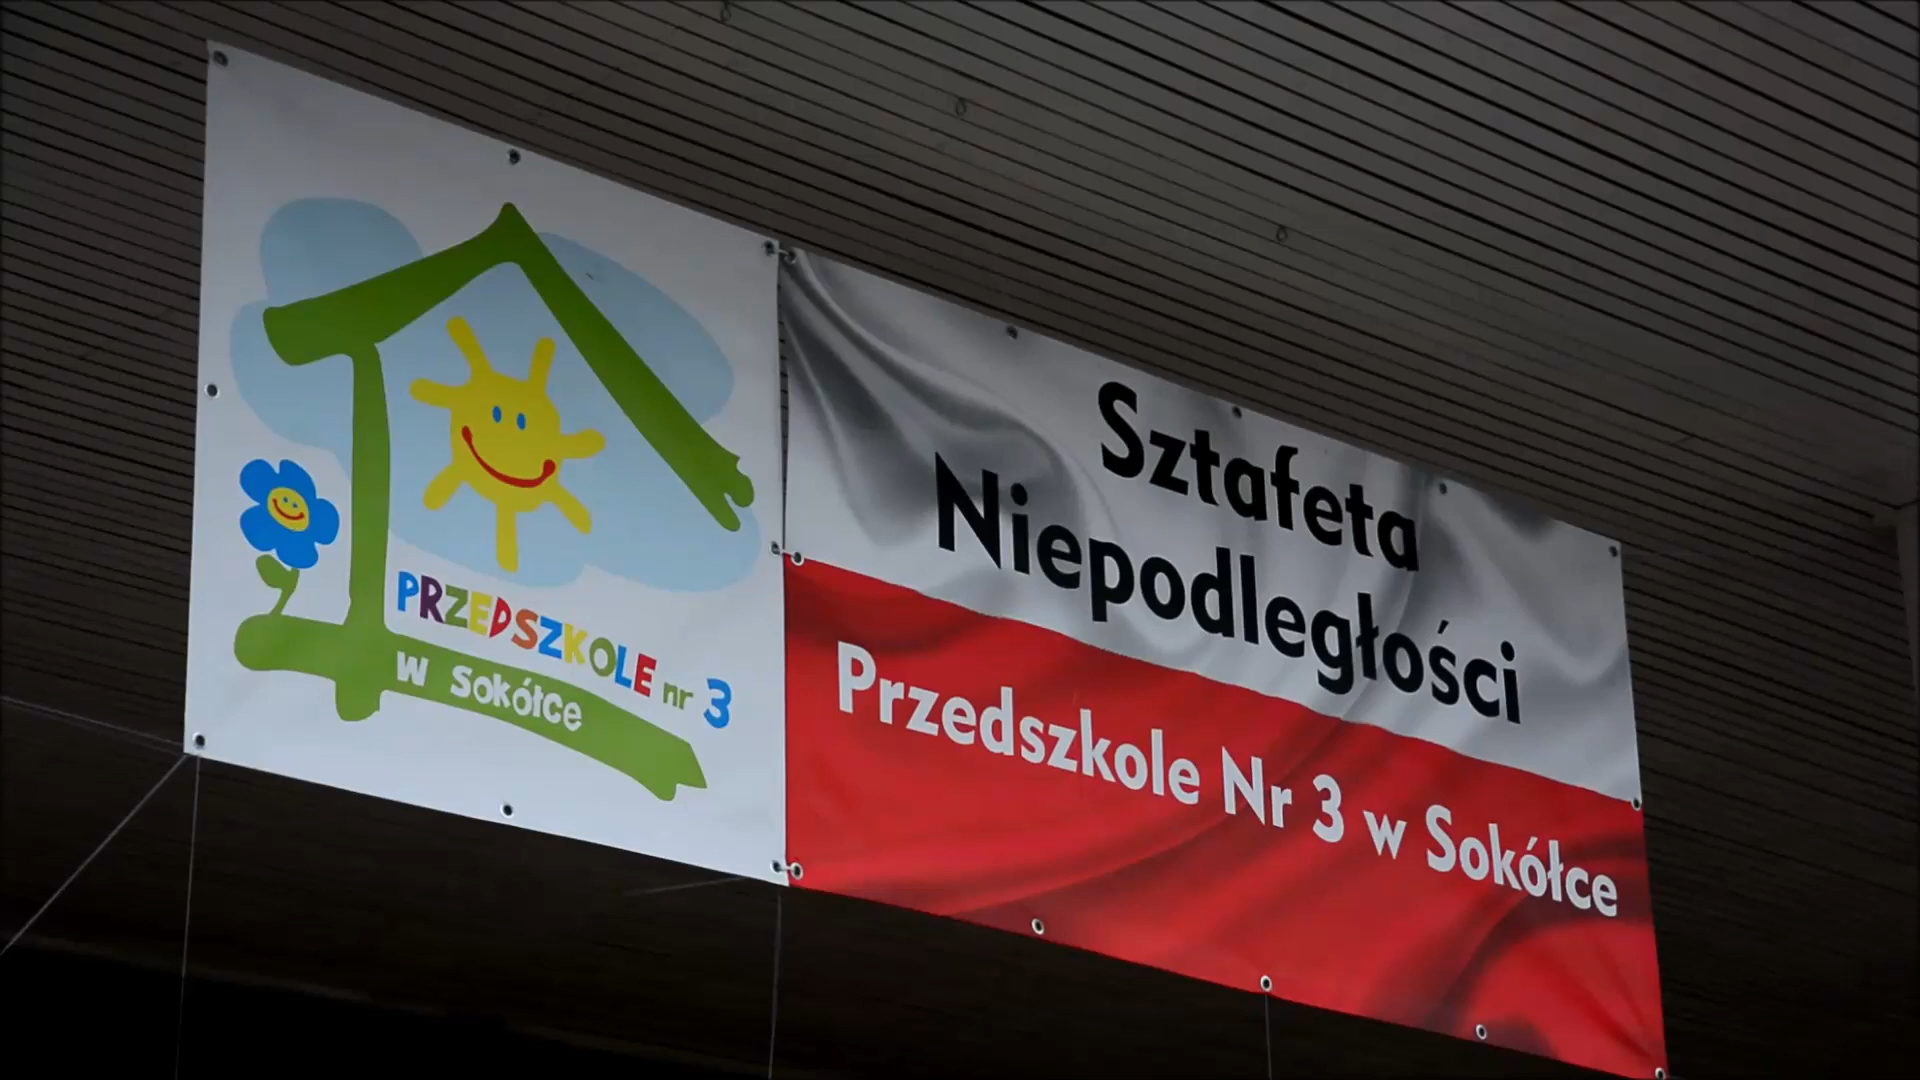 PRZEDSZKOLE nr 3
w Sokółce
Sztafeta
Niepodległości
Przedszkole Nr 3 w Sokółce